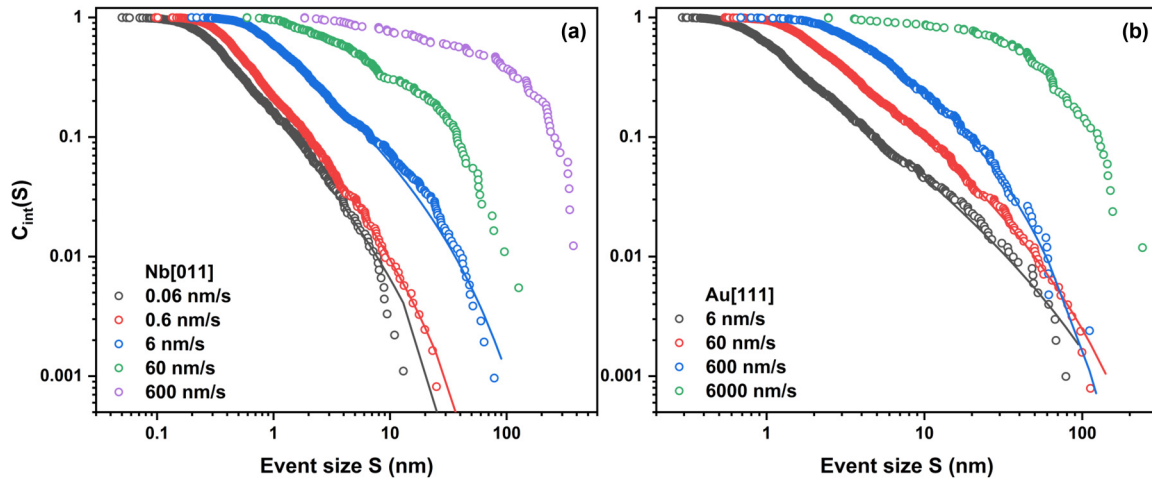 (a)
1
0.1
0.01
0.001
C_int(S)
Nb[011]
0.06 nm/s
0.6 nm/s
6 nm/s
60 nm/s
600 nm/s
0.1 1 10 100
Event size S (nm)
(b)
1
0.1
0.01
0.001
Au[111]
6 nm/s
60 nm/s
600 nm/s
6000 nm/s
1 10 100
Event size S (nm)